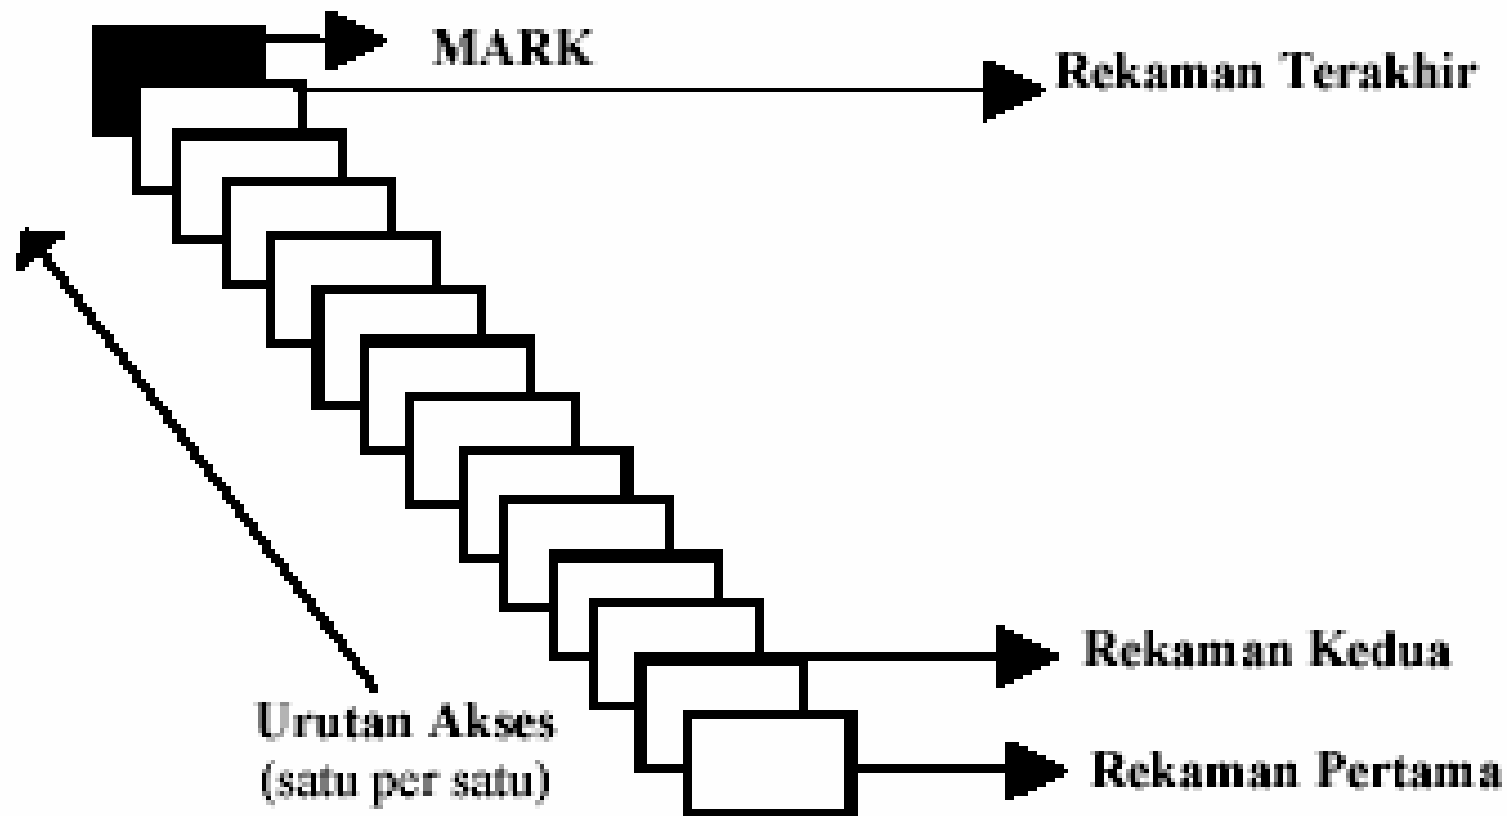 MARK
Rekaman Terakhir
Rekaman Kedua
Urutan Akses
(satu per satu)
Rekaman Pertama